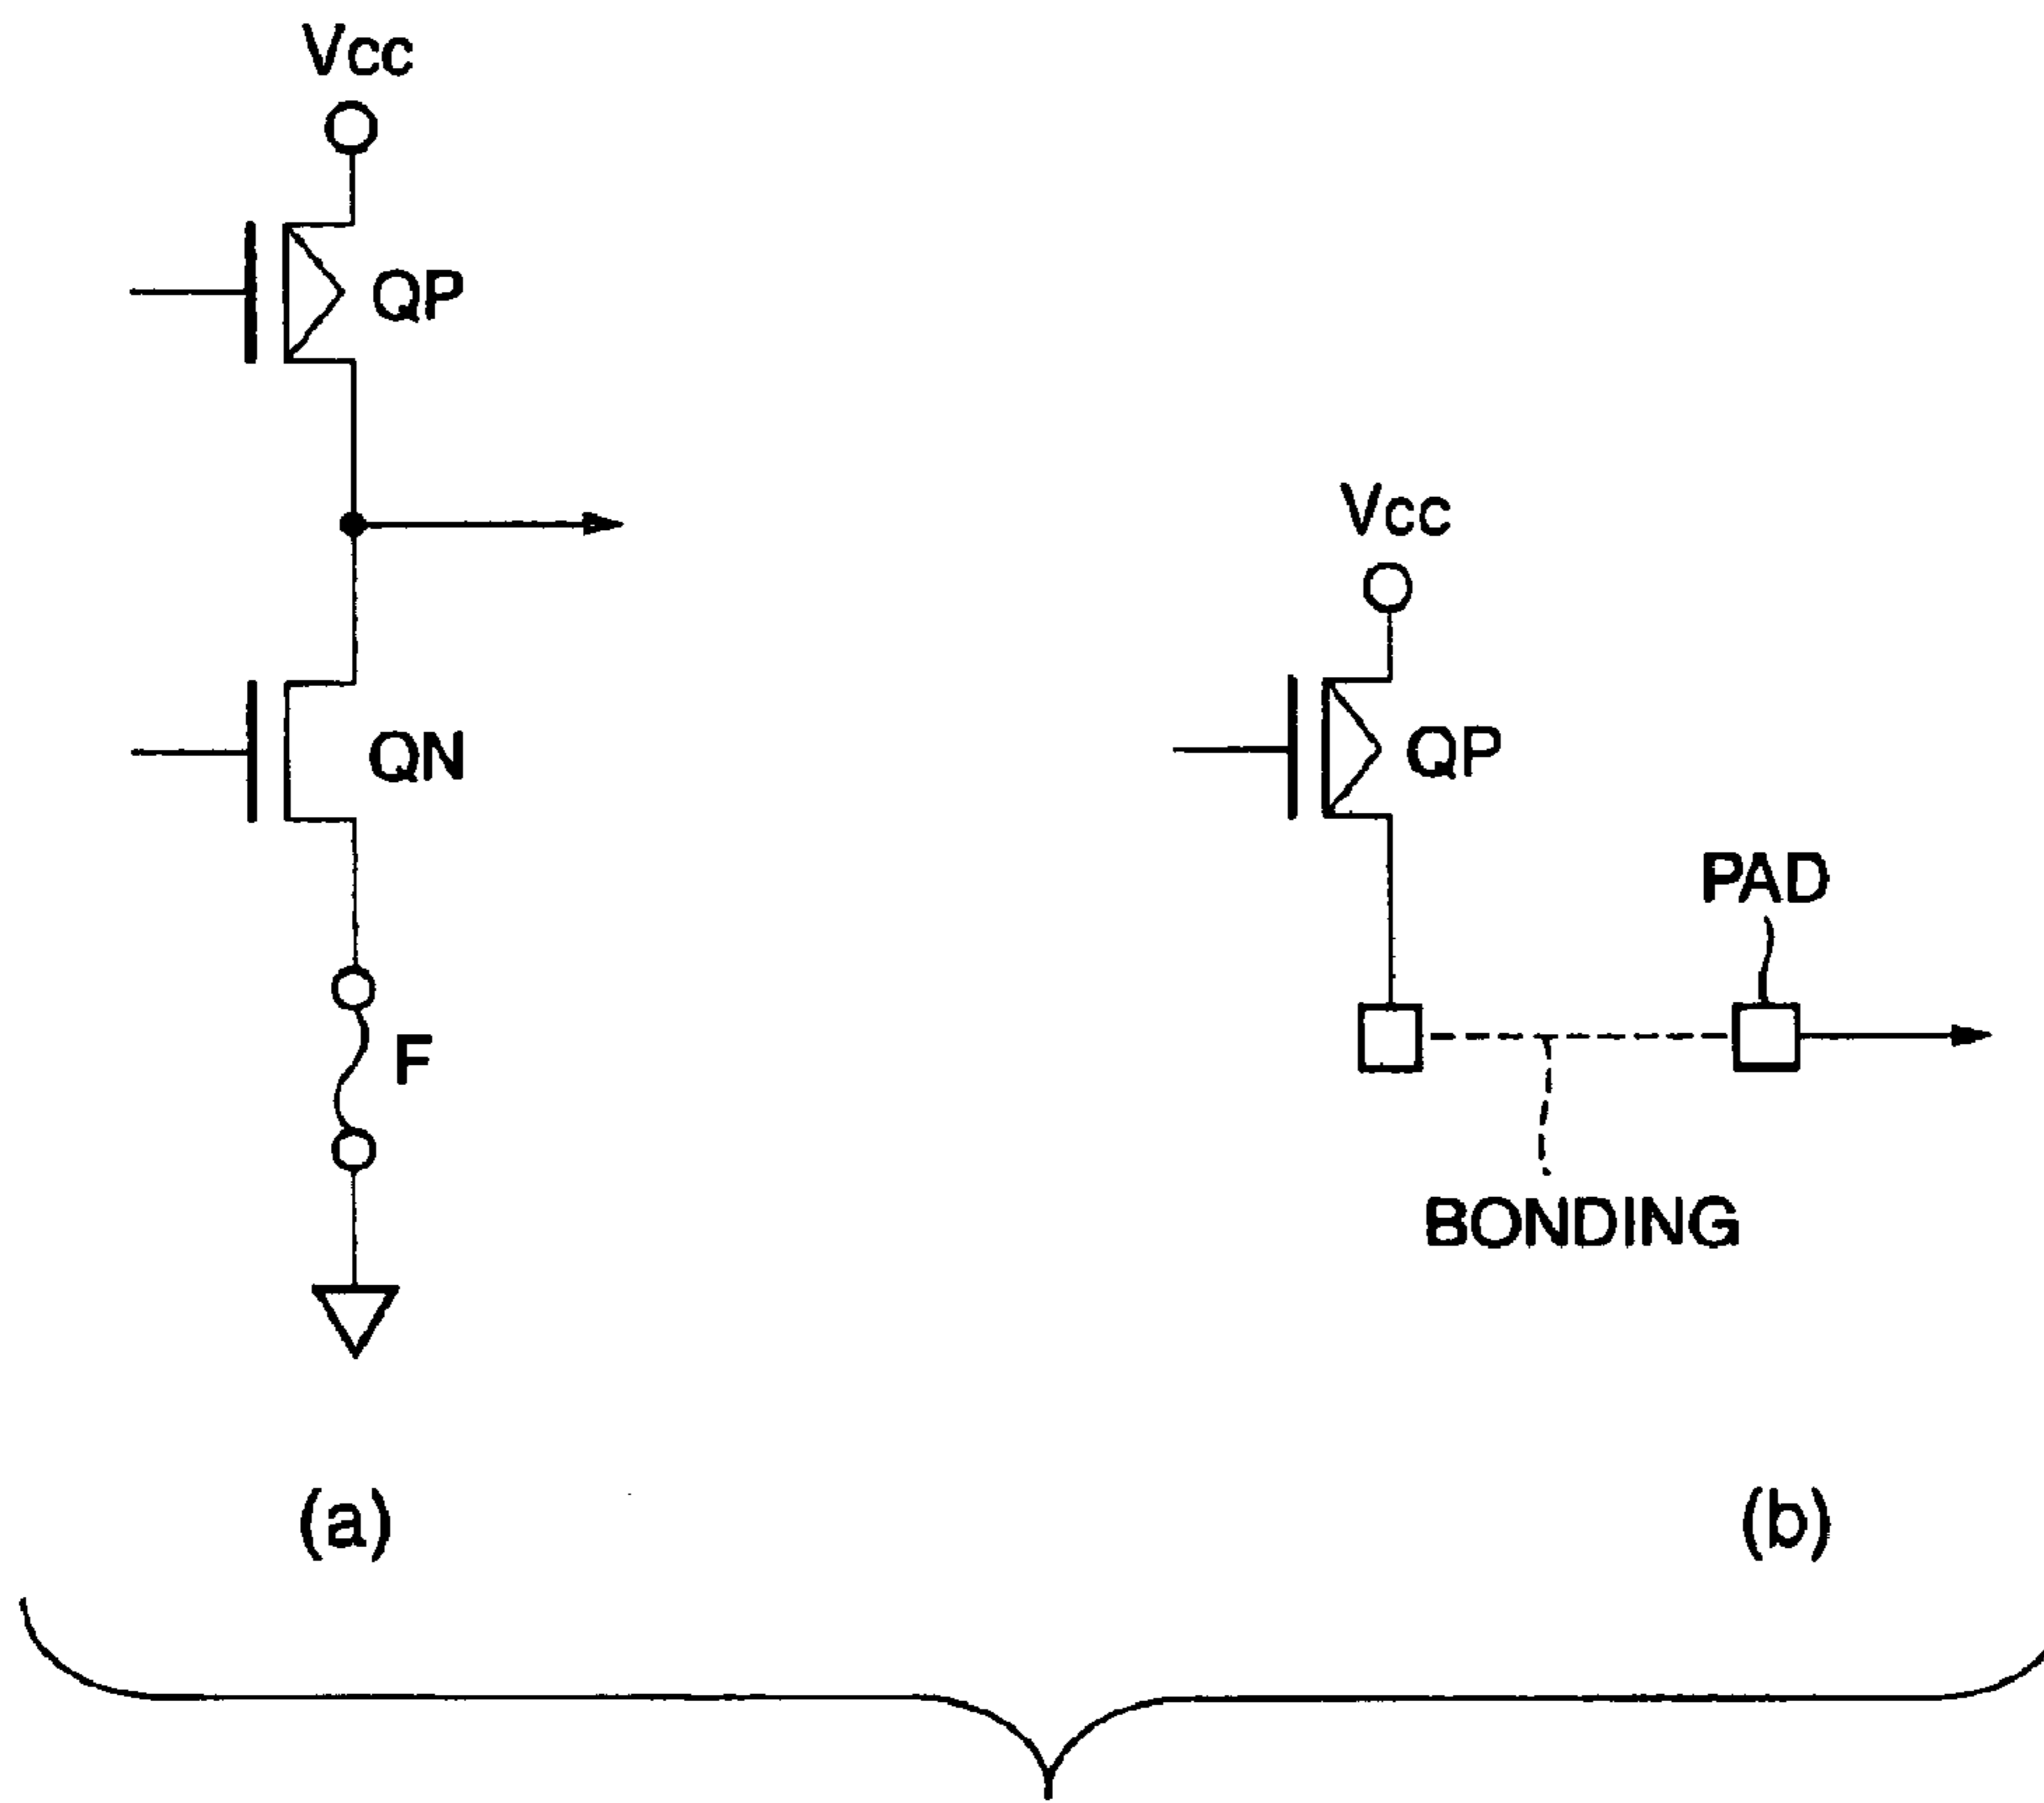 Vcc
QP
QN
F
(a)
Vcc
QP
PAD
BONDING
(b)